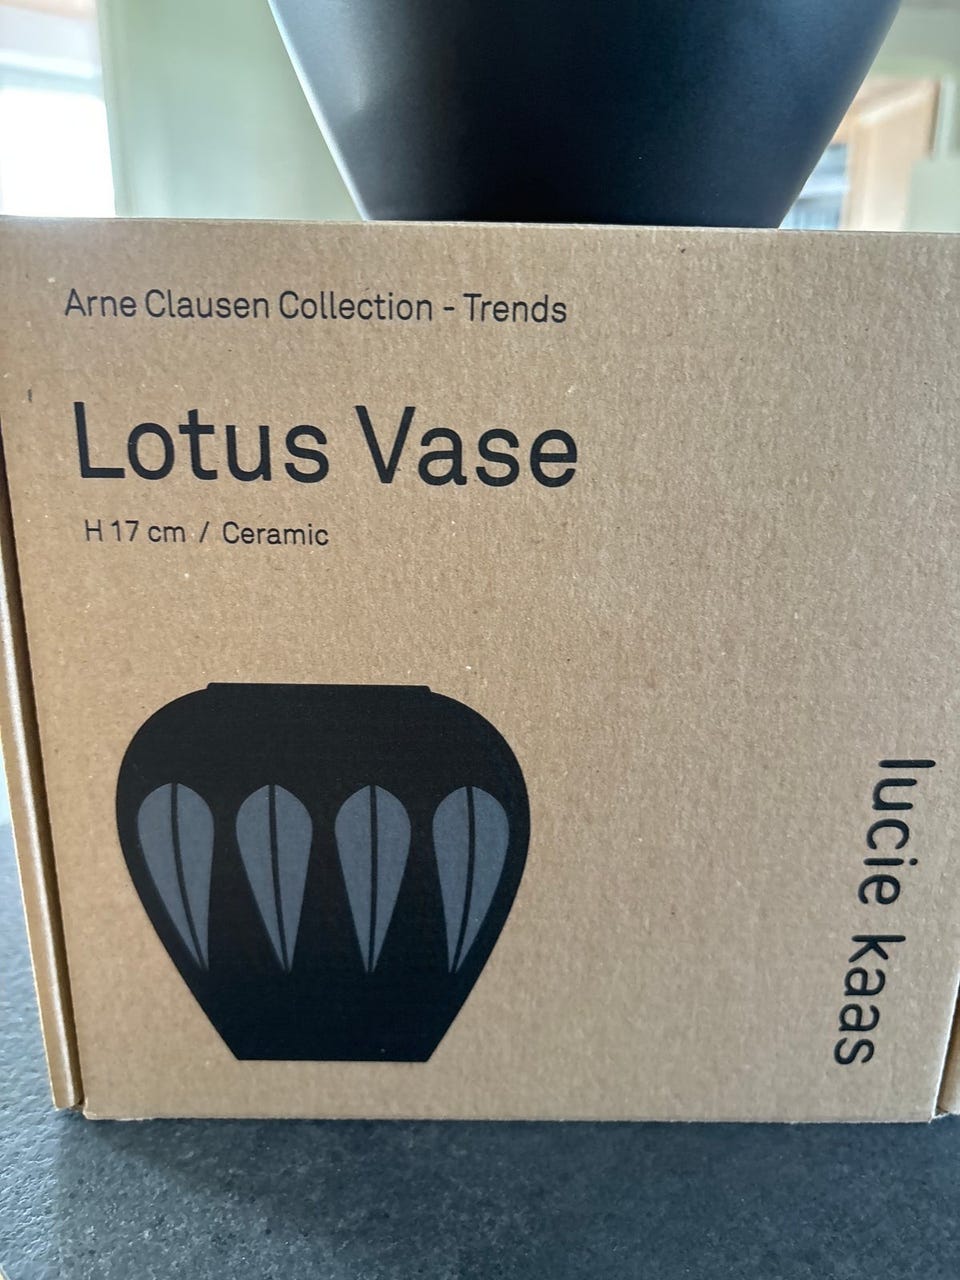 Arne Clausen Collection - Trends
Lotus Vase
H 17 cm / Ceramic
lucie kaas